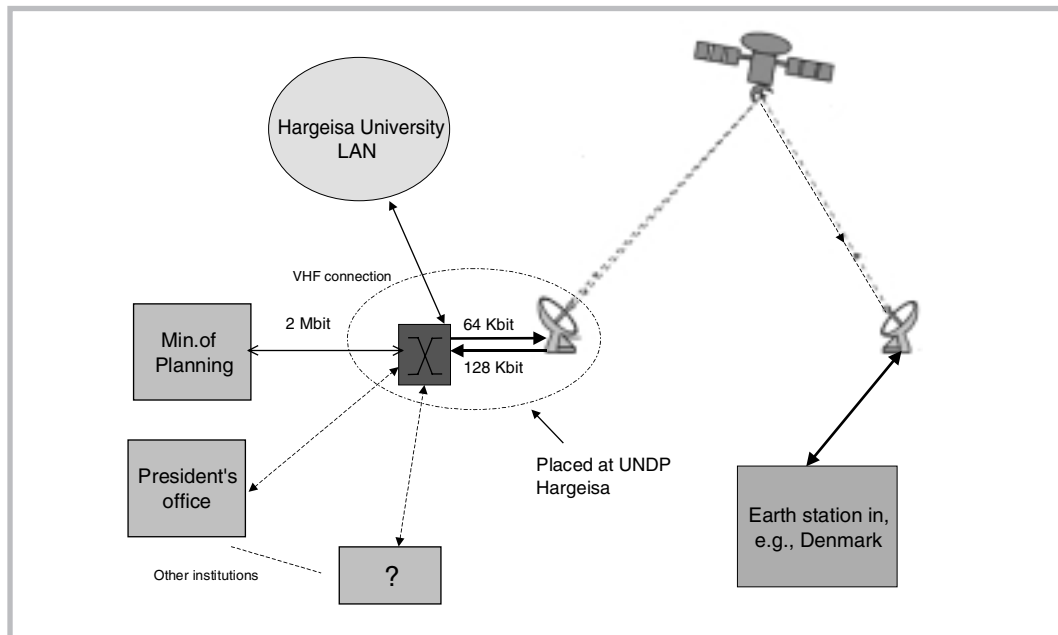 Hargeisa University
LAN
VHF connection
2 Mbit
64 Kbit
128 Kbit
Min.of
Planning
President's
office
Other institutions
?
Placed at UNDP
Hargeisa
Earth station in,
e.g., Denmark